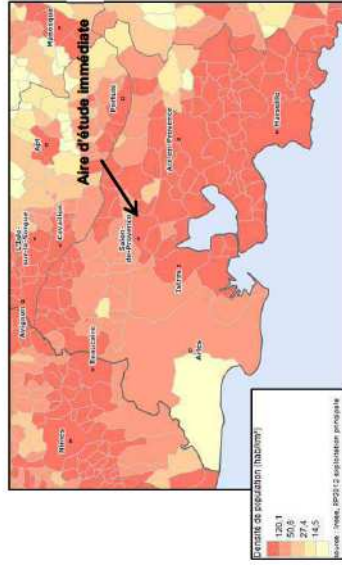 Manosque
Apt
Aire d'étude immédiate
Pertuis
L'Isle-
sur-la-Sorgue
Cavaillon
Avignon
Salon-
de-Provence
Aix-en-Provence
Beaucaire
Nîmes
Istres
Marseille
Arles
Densité de population (hab/km²)
120,1
50,6
27,4
14,5
source : Insee, RP2012 exploitation principale